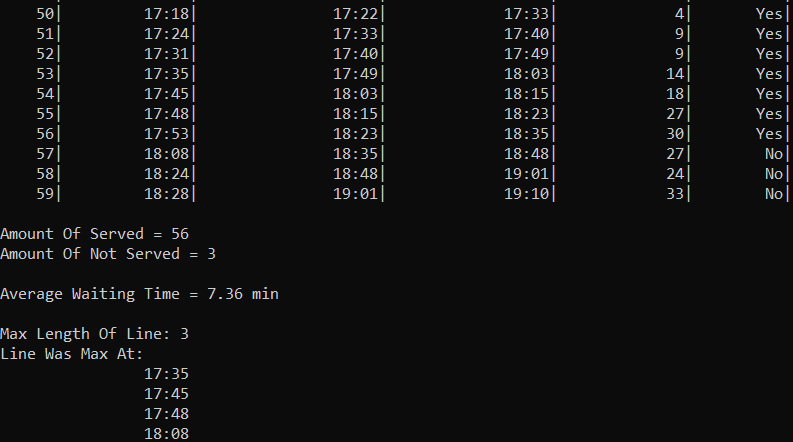 50| 17:18| 17:22| 17:33| 4| Yes|
51| 17:24| 17:33| 17:40| 9| Yes|
52| 17:31| 17:40| 17:49| 9| Yes|
53| 17:35| 17:49| 18:03| 14| Yes|
54| 17:45| 18:03| 18:15| 18| Yes|
55| 17:48| 18:15| 18:23| 27| Yes|
56| 17:53| 18:23| 18:35| 30| Yes|
57| 18:08| 18:35| 18:48| 27| No|
58| 18:24| 18:48| 19:01| 24| No|
59| 18:28| 19:01| 19:10| 33| No|
Amount Of Served = 56
Amount Of Not Served = 3
Average Waiting Time = 7.36 min
Max Length Of Line: 3
Line Was Max At:
17:35
17:45
17:48
18:08